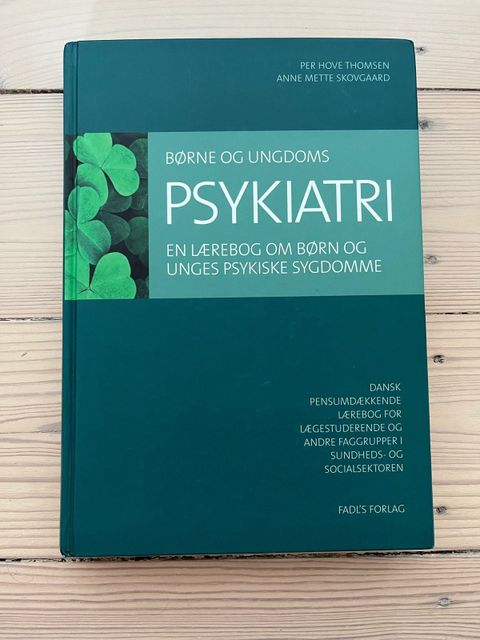 PER HOVE THOMSEN
ANNE METTE SKOVGAARD
BØRNE OG UNGDOMS
PSYKIATRI
EN LÆREBOG OM BØRN OG
UNGES PSYKISKE SYGDOMME
DANSK
PENSUMDÆKKENDE
LÆREBOG FOR
LÆGESTUDERENDE OG
ANDRE FAGGRUPPER I
SUNDHEDS- OG
SOCIALSEKTOREN
FADL'S FORLAG